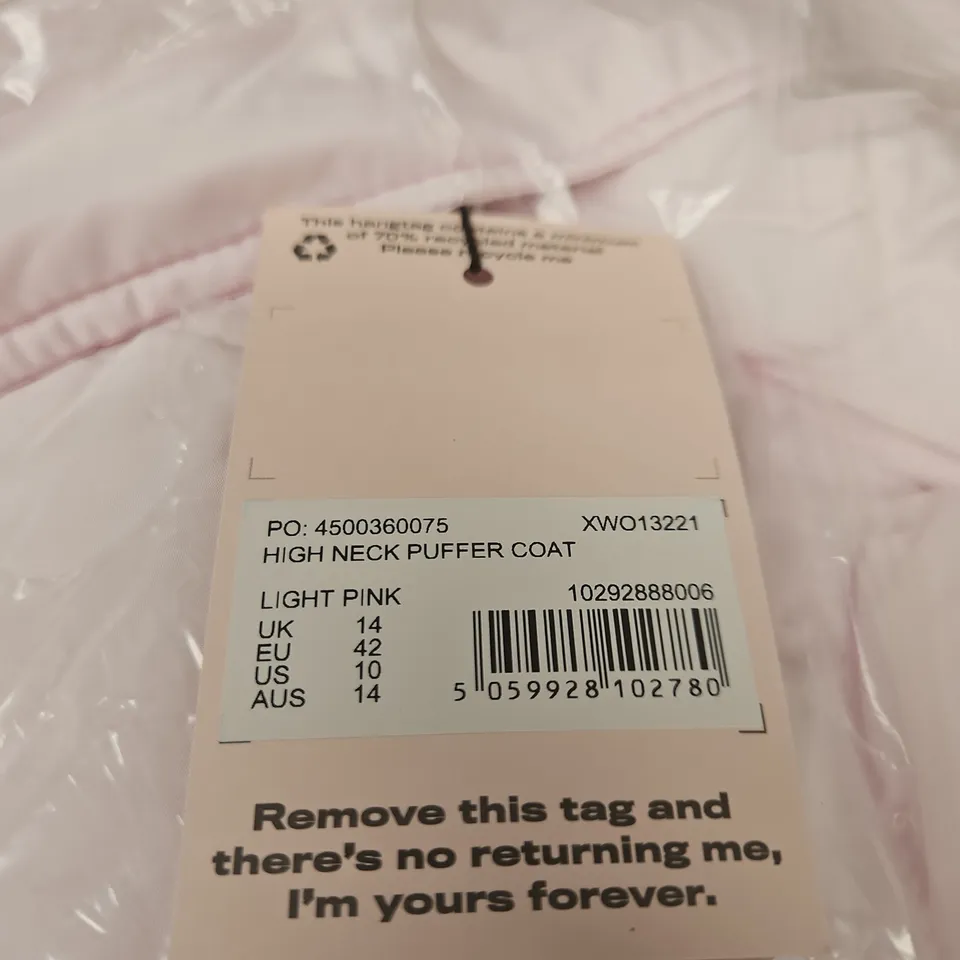 This hangtag contains a minimum
of 70% recycled material
Please recycle me
PO: 4500360075 XWO13221
HIGH NECK PUFFER COAT
LIGHT PINK 10292888006
UK 14
EU 42
US 10
AUS 14
5 059928 102780
Remove this tag and
there's no returning me,
I'm yours forever.